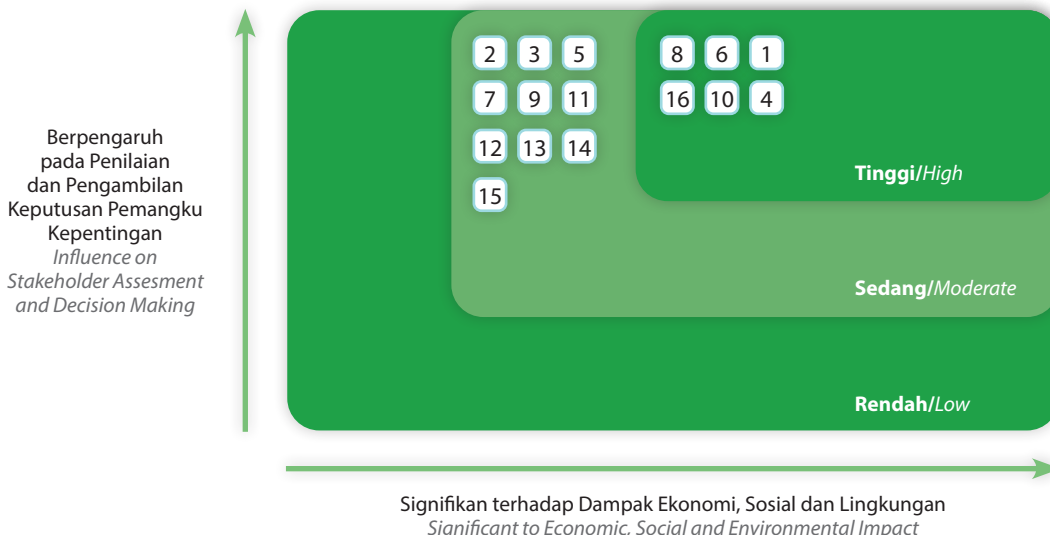 Berpengaruh
pada Penilaian
dan Pengambilan
Keputusan Pemangku
Kepentingan
Influence on
Stakeholder Assesment
and Decision Making
2 3 5
7 9 11
12 13 14
15
8 6 1
16 10 4
Tinggi/High
Sedang/Moderate
Rendah/Low
Signifikan terhadap Dampak Ekonomi, Sosial dan Lingkungan
Significant to Economic, Social and Environmental Impact